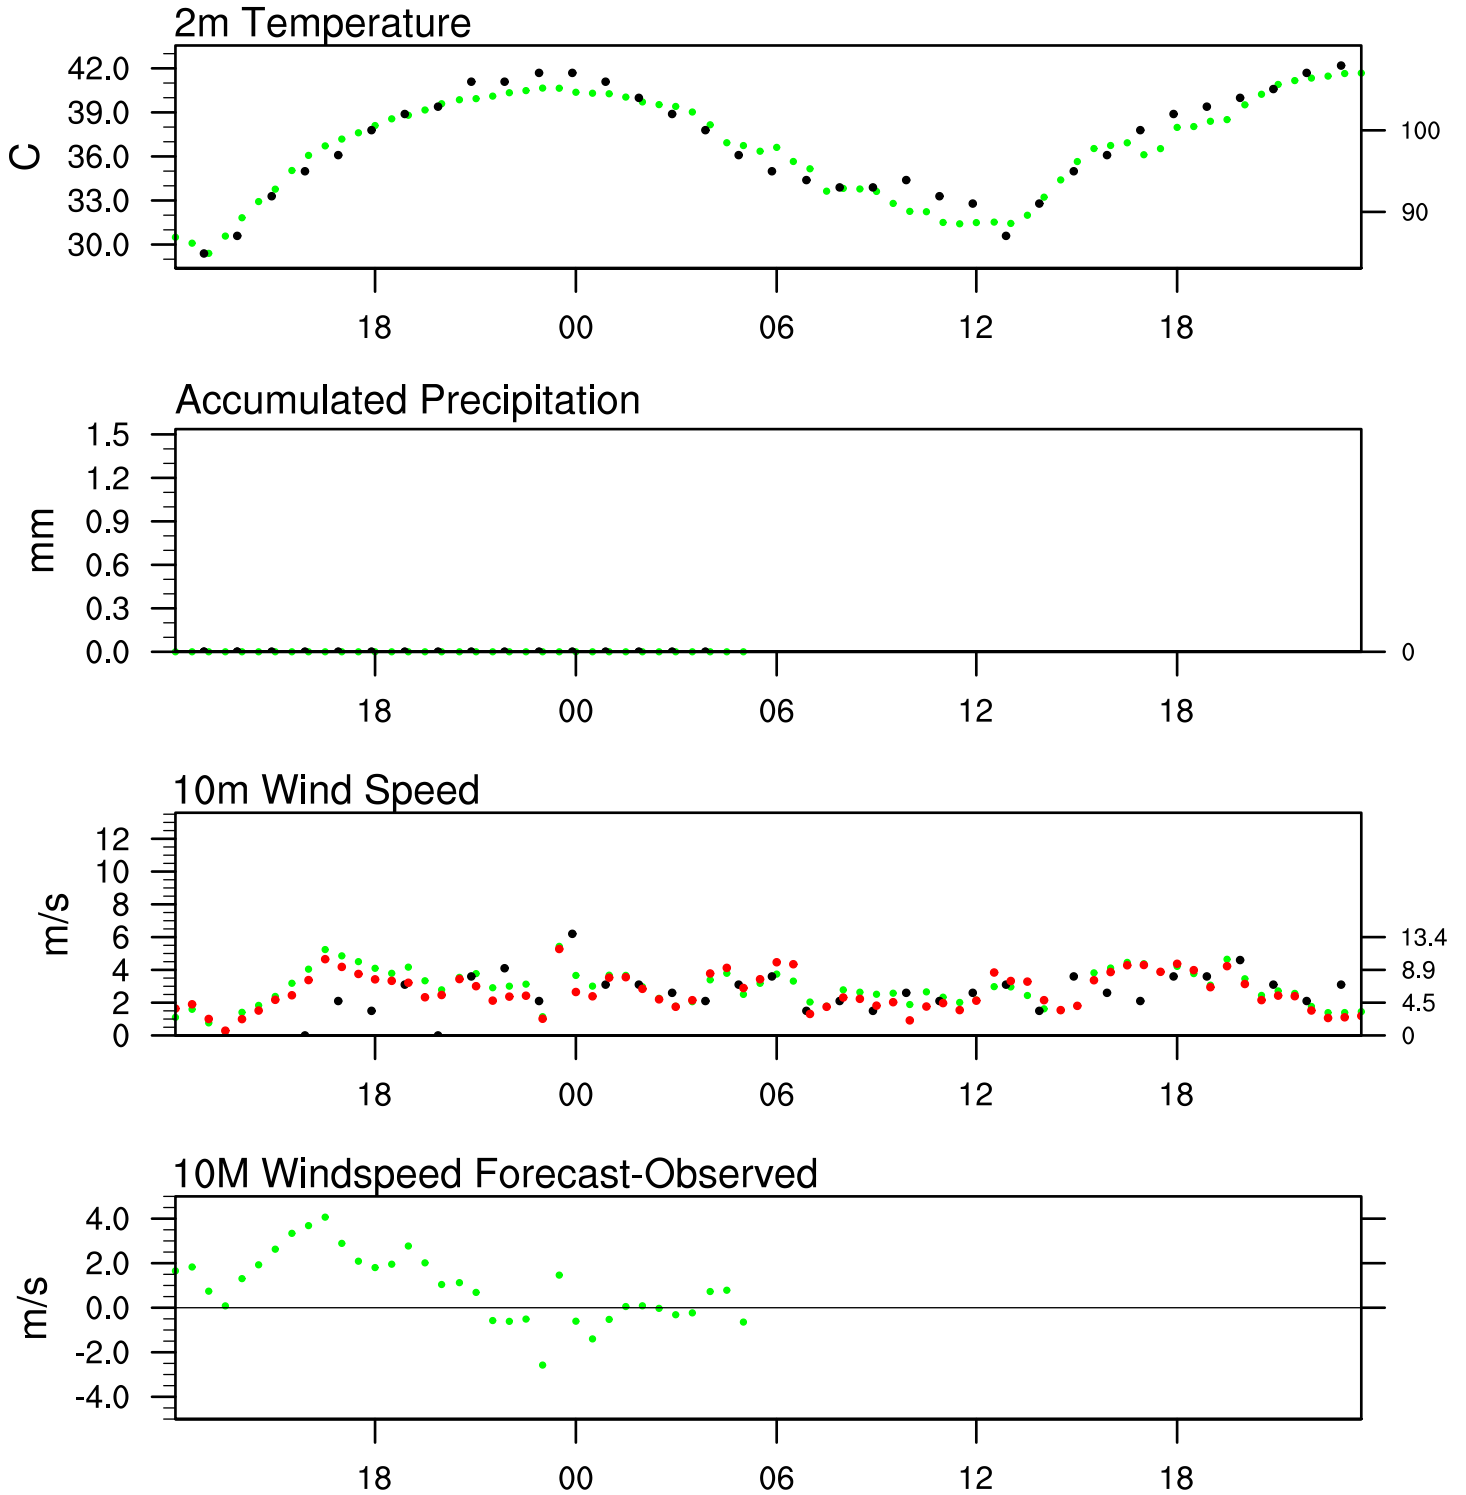 2m Temperature
42.0
39.0
36.0
33.0
30.0
C
100
90
18 00 06 12 18
Accumulated Precipitation
1.5
1.2
0.9
0.6
0.3
0.0
mm
0
18 00 06 12 18
10m Wind Speed
12
10
8
6
4
2
0
m/s
13.4
8.9
4.5
0
18 00 06 12 18
10M Windspeed Forecast-Observed
4.0
2.0
0.0
-2.0
-4.0
m/s
18 00 06 12 18